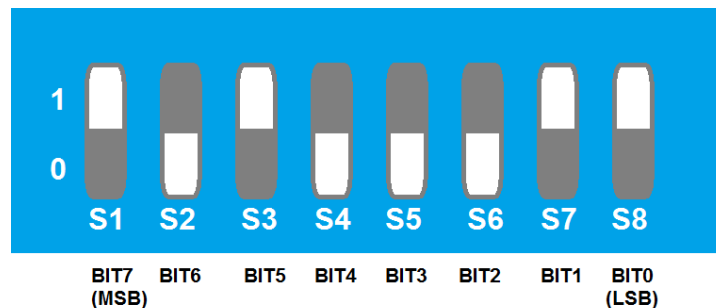 1
0
S1 S2 S3 S4 S5 S6 S7 S8
BIT7 BIT6 BIT5 BIT4 BIT3 BIT2 BIT1 BIT0
(MSB) (LSB)